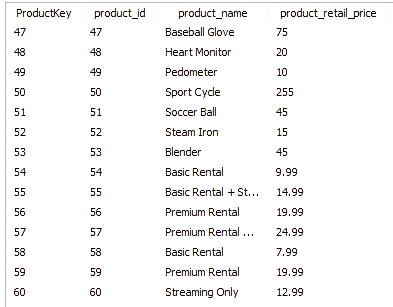 ProductKey product_id product_name product_retail_price
47 47 Baseball Glove 75
48 48 Heart Monitor 20
49 49 Pedometer 10
50 50 Sport Cycle 255
51 51 Soccer Ball 45
52 52 Steam Iron 15
53 53 Blender 45
54 54 Basic Rental 9.99
55 55 Basic Rental + St... 14.99
56 56 Premium Rental 19.99
57 57 Premium Rental ... 24.99
58 58 Basic Rental 7.99
59 59 Premium Rental 19.99
60 60 Streaming Only 12.99